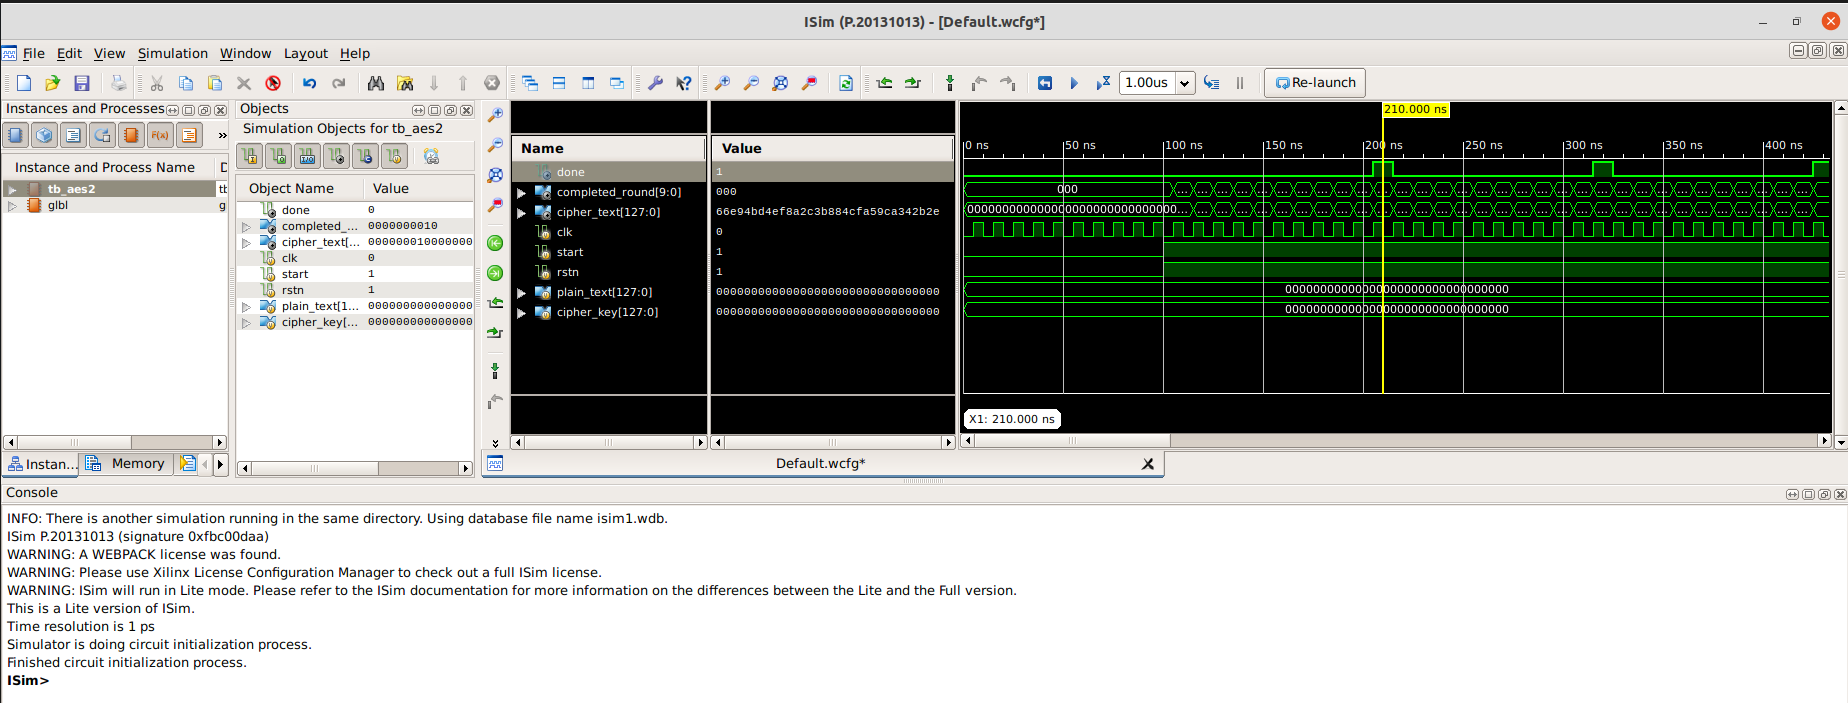 ISim (P.20131013) - [Default.wcfg*]
File Edit View Simulation Window Layout Help
1.00us
Re-launch
Instances and Processes
Instance and Process Name
D
tb_aes2
tb
glbl
g
Instan...
Memory
Objects
Simulation Objects for tb_aes2
Object Name Value
done 0
completed_... 0000000010
cipher_text[... 000000010000000
clk 0
start 1
rstn 1
plain_text[1... 000000000000000
cipher_key[... 000000000000000
Name Value
done 1
completed_round[9:0] 000
cipher_text[127:0] 66e94bd4ef8a2c3b884cfa59ca342b2e
clk 0
start 1
rstn 1
plain_text[127:0] 00000000000000000000000000000000
cipher_key[127:0] 00000000000000000000000000000000
210.000 ns
0 ns 50 ns 100 ns 150 ns 200 ns 250 ns 300 ns 350 ns 400 ns
000
00000000000000000000000000000000
00000000000000000000000000000000
00000000000000000000000000000000
X1: 210.000 ns
Default.wcfg*
Console
INFO: There is another simulation running in the same directory. Using database file name isim1.wdb.
ISim P.20131013 (signature 0xfbc00daa)
WARNING: A WEBPACK license was found.
WARNING: Please use Xilinx License Configuration Manager to check out a full ISim license.
WARNING: ISim will run in Lite mode. Please refer to the ISim documentation for more information on the differences between the Lite and the Full version.
This is a Lite version of ISim.
Time resolution is 1 ps
Simulator is doing circuit initialization process.
Finished circuit initialization process.
ISim>